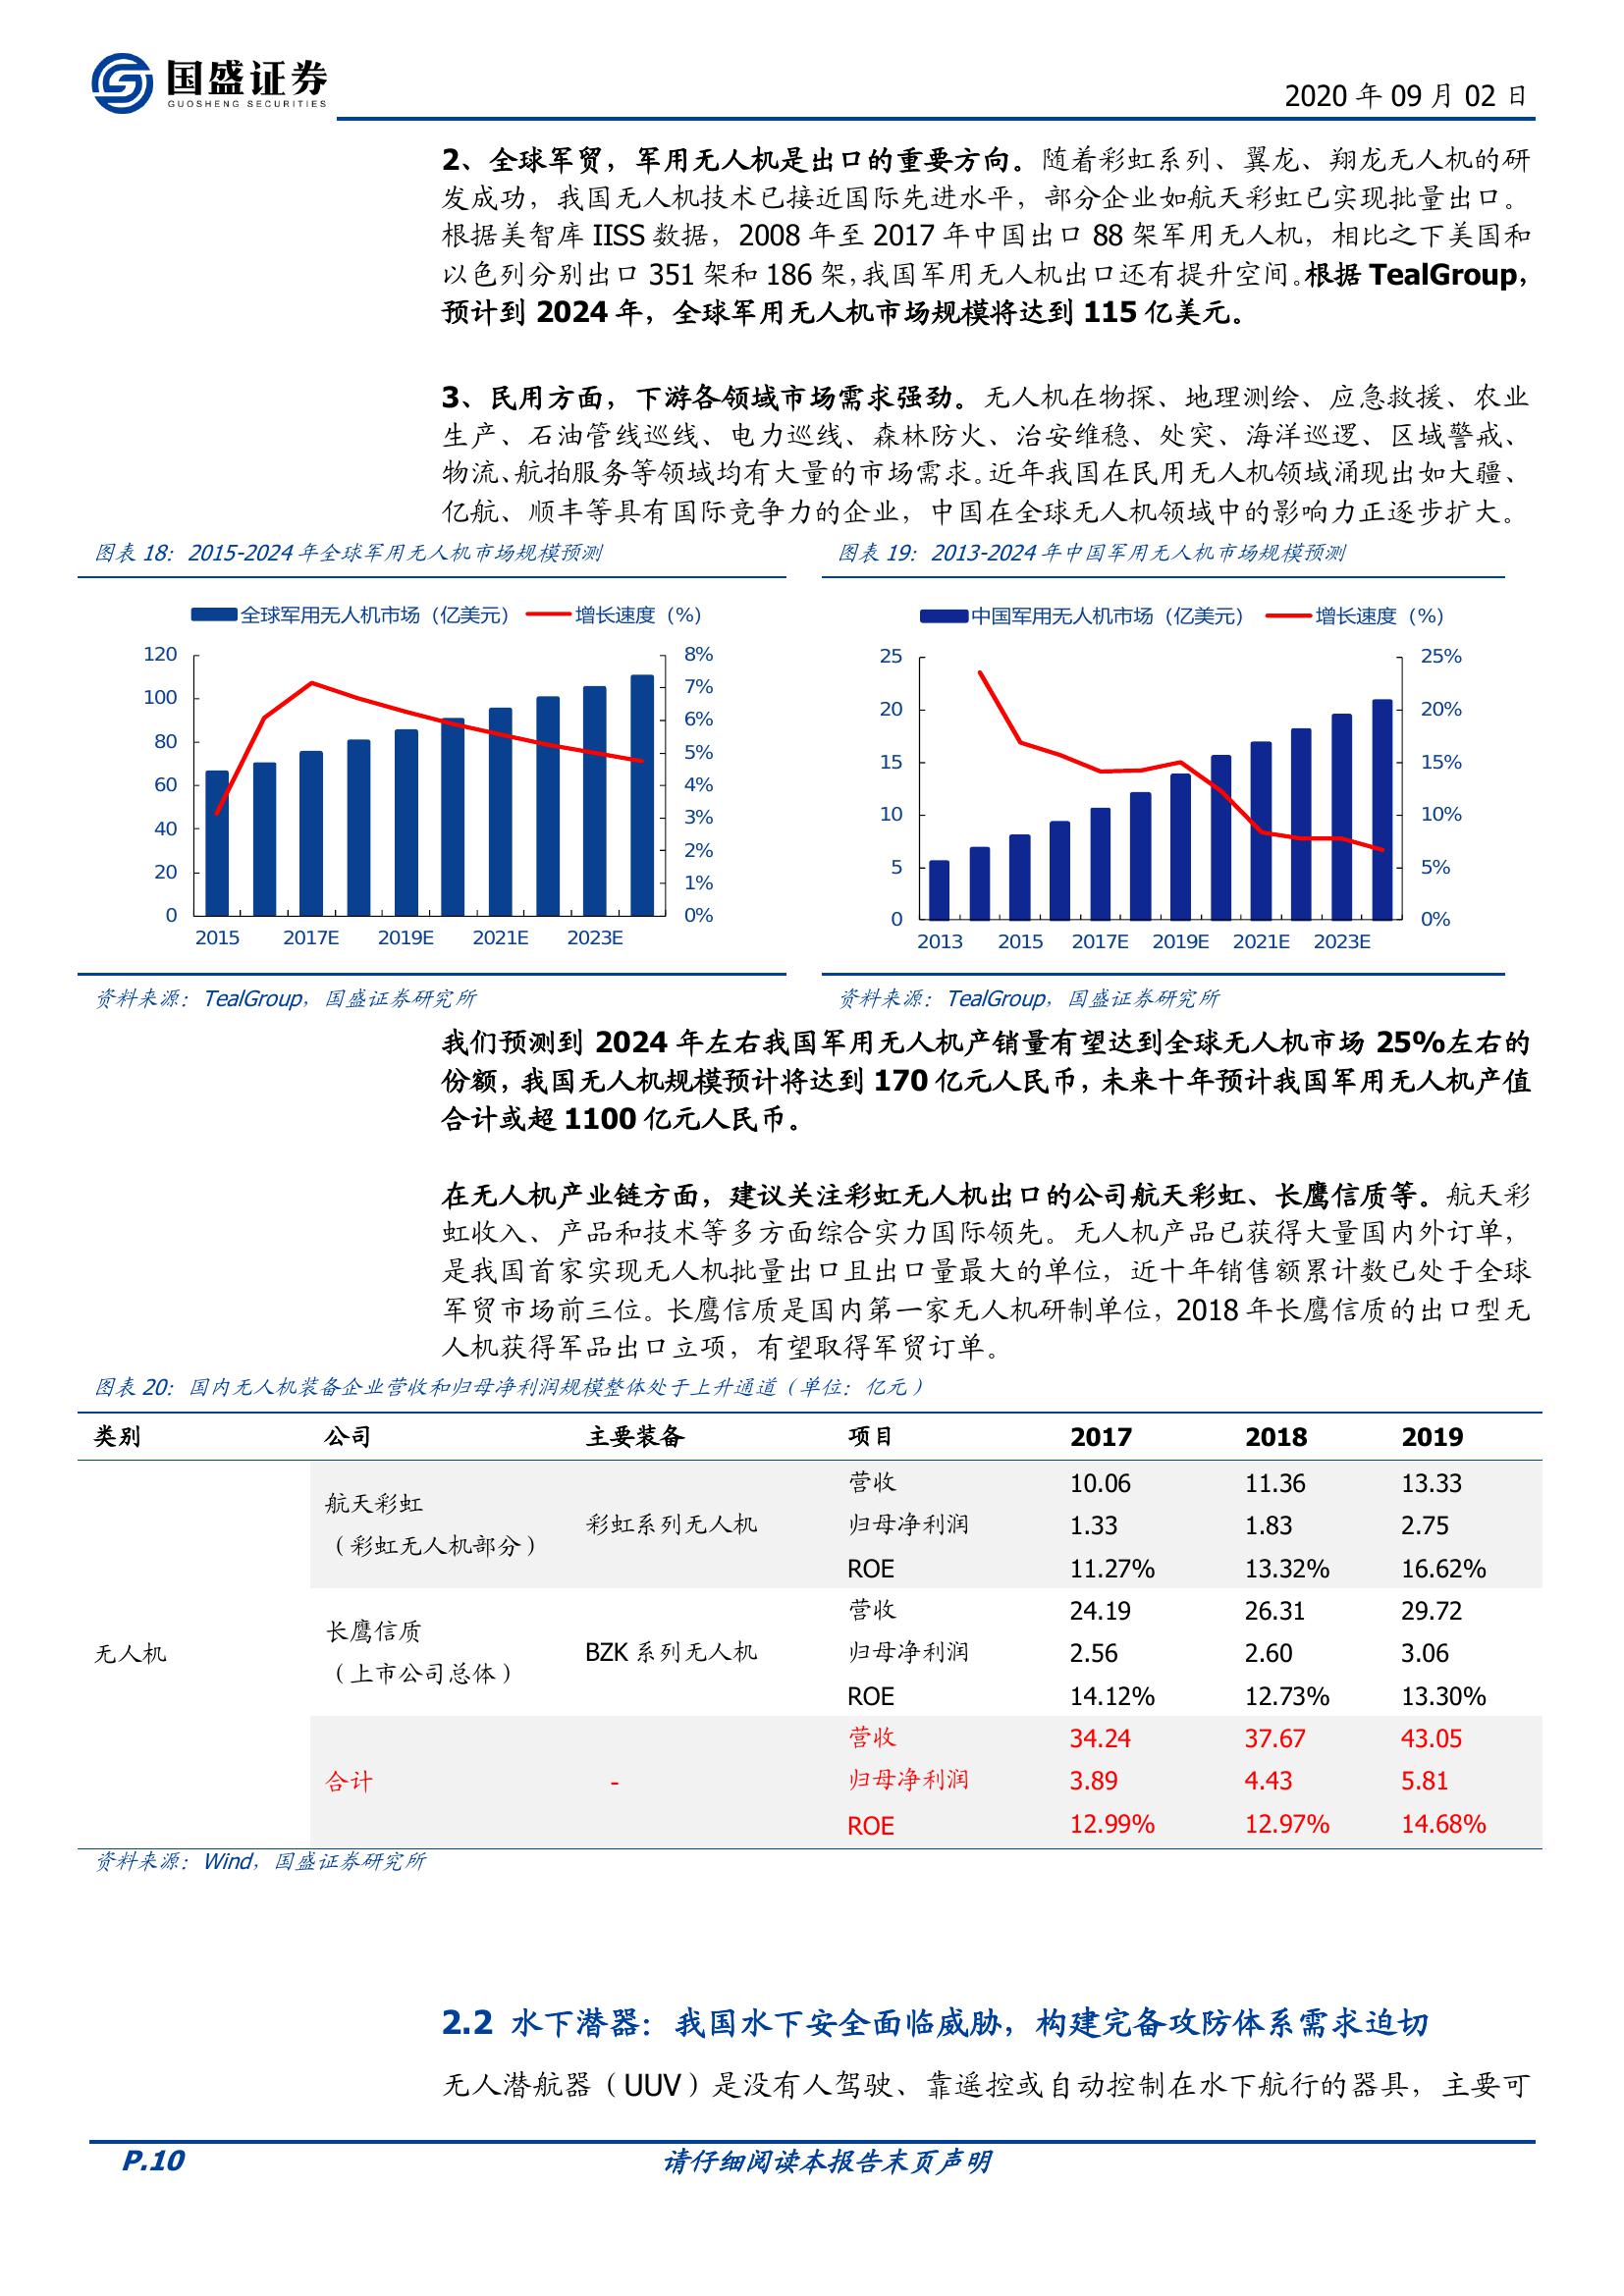 国盛证券
GUOSHENG SECURITIES
2020 年 09 月 02 日
2、全球军贸，军用无人机是出口的重要方向。随着彩虹系列、翼龙、翔龙无人机的研
发成功，我国无人机技术已接近国际先进水平，部分企业如航天彩虹已实现批量出口。
根据美智库 IISS 数据，2008 年至 2017 年中国出口 88 架军用无人机，相比之下美国和
以色列分别出口 351 架和 186 架，我国军用无人机出口还有提升空间。根据 TealGroup，
预计到 2024 年，全球军用无人机市场规模将达到 115 亿美元。
3、民用方面，下游各领域市场需求强劲。无人机在物探、地理测绘、应急救援、农业
生产、石油管线巡线、电力巡线、森林防火、治安维稳、处突、海洋巡逻、区域警戒、
物流、航拍服务等领域均有大量的市场需求。近年我国在民用无人机领域涌现出如大疆、
亿航、顺丰等具有国际竞争力的企业，中国在全球无人机领域中的影响力正逐步扩大。
图表 18：2015-2024 年全球军用无人机市场规模预测
全球军用无人机市场（亿美元） 增长速度（%）
120 8%
7%
100
6%
80 5%
60 4%
3%
40
2%
20
1%
0 0%
2015 2017E 2019E 2021E 2023E
资料来源：TealGroup，国盛证券研究所
图表 19：2013-2024 年中国军用无人机市场规模预测
中国军用无人机市场（亿美元） 增长速度（%）
25 25%
20 20%
15 15%
10 10%
5 5%
0 0%
2013 2015 2017E 2019E 2021E 2023E
资料来源：TealGroup，国盛证券研究所
我们预测到 2024 年左右我国军用无人机产销量有望达到全球无人机市场 25%左右的
份额，我国无人机规模预计将达到 170 亿元人民币，未来十年预计我国军用无人机产值
合计或超 1100 亿元人民币。
在无人机产业链方面，建议关注彩虹无人机出口的公司航天彩虹、长鹰信质等。航天彩
虹收入、产品和技术等多方面综合实力国际领先。无人机产品已获得大量国内外订单，
是我国首家实现无人机批量出口且出口量最大的单位，近十年销售额累计数已处于全球
军贸市场前三位。长鹰信质是国内第一家无人机研制单位，2018 年长鹰信质的出口型无
人机获得军品出口立项，有望取得军贸订单。
图表 20：国内无人机装备企业营收和归母净利润规模整体处于上升通道（单位：亿元）
类别 公司 主要装备 项目 2017 2018 2019
无人机
航天彩虹
（彩虹无人机部分）
彩虹系列无人机
营收 10.06 11.36 13.33
归母净利润 1.33 1.83 2.75
ROE 11.27% 13.32% 16.62%
长鹰信质
（上市公司总体）
BZK 系列无人机
营收 24.19 26.31 29.72
归母净利润 2.56 2.60 3.06
ROE 14.12% 12.73% 13.30%
合计 -
营收 34.24 37.67 43.05
归母净利润 3.89 4.43 5.81
ROE 12.99% 12.97% 14.68%
资料来源：Wind，国盛证券研究所
2.2 水下潜器：我国水下安全面临威胁，构建完备攻防体系需求迫切
无人潜航器（UUV）是没有人驾驶、靠遥控或自动控制在水下航行的器具，主要可
P.10 请仔细阅读本报告末页声明